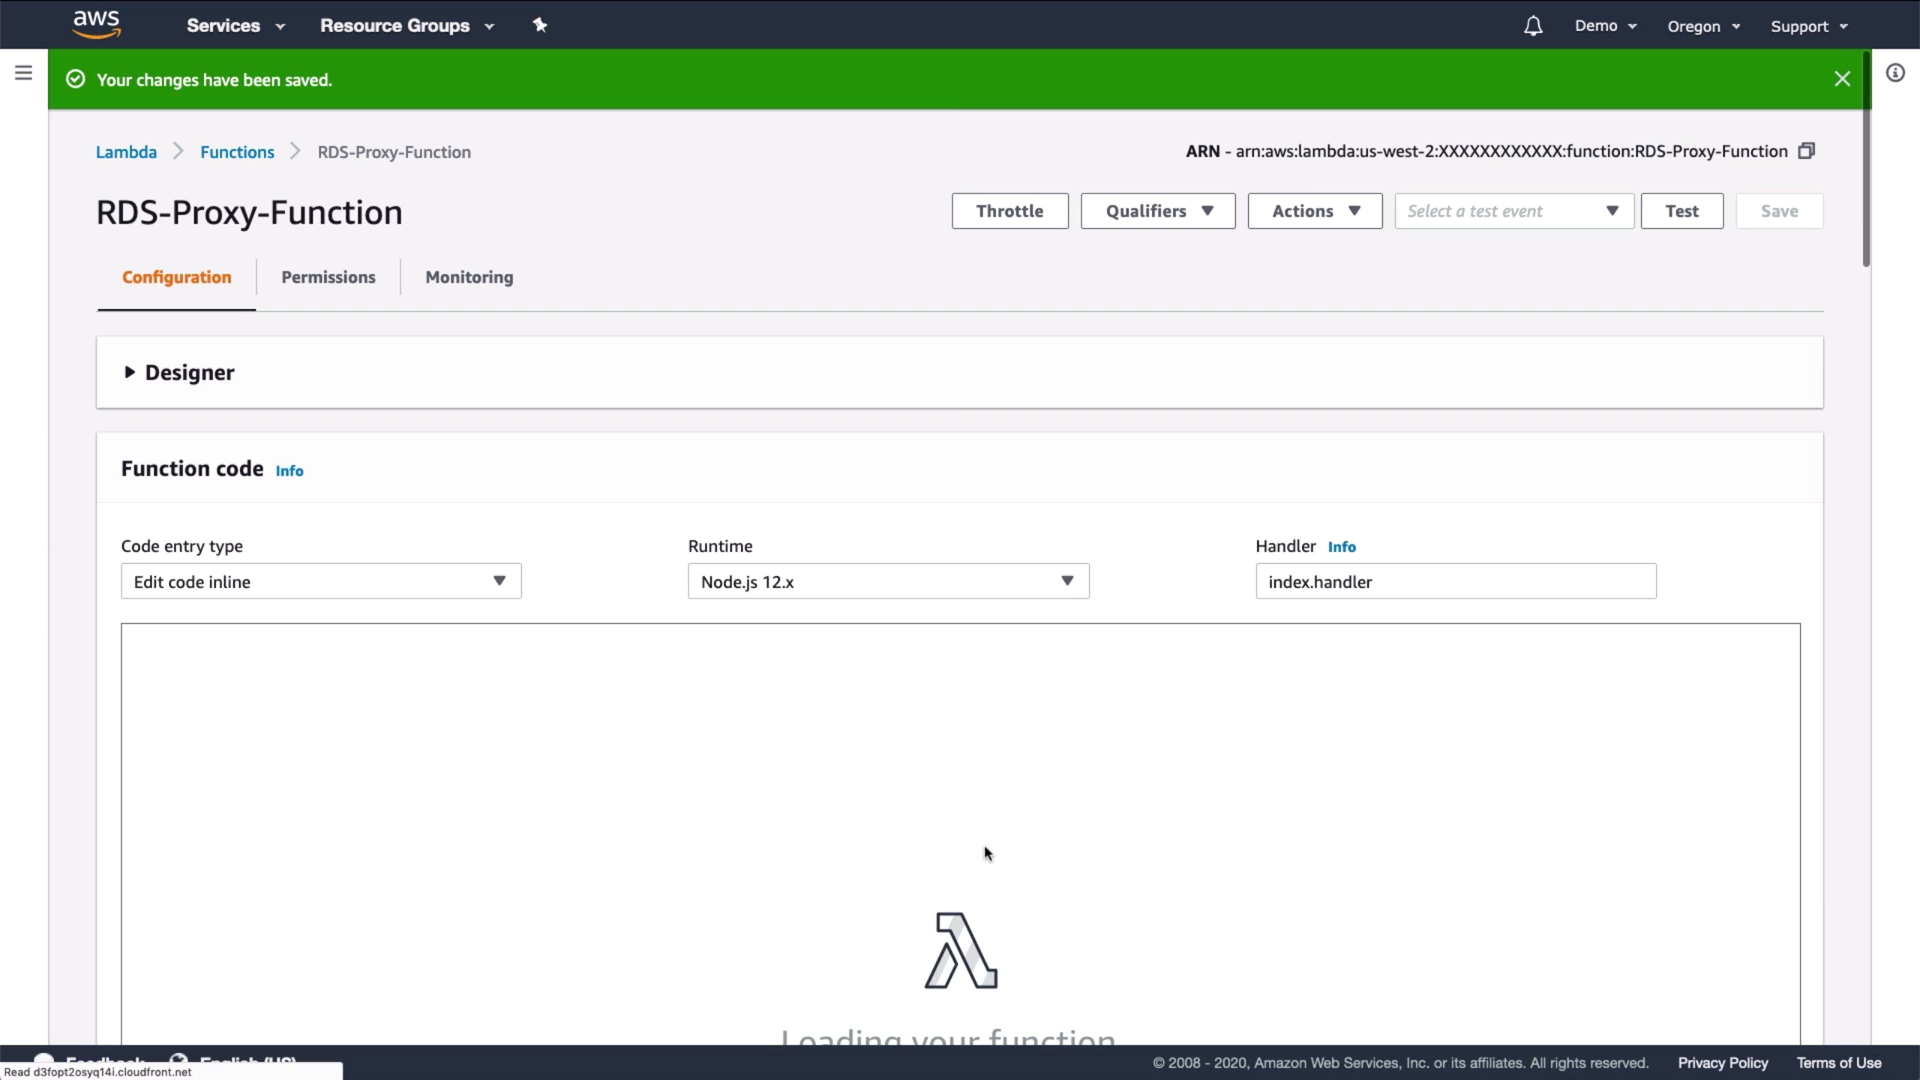 aws Services Resource Groups Demo Oregon Support
Your changes have been saved.
Lambda Functions RDS-Proxy-Function ARN - arn:aws:lambda:us-west-2:XXXXXXXXXXXX:function:RDS-Proxy-Function
RDS-Proxy-Function Throttle Qualifiers Actions Select a test event Test Save
Configuration Permissions Monitoring
Designer
Function code Info
Code entry type Runtime Handler Info
Edit code inline Node.js 12.x index.handler
Loading your function
Feedback English (US) © 2008 - 2020, Amazon Web Services, Inc. or its affiliates. All rights reserved. Privacy Policy Terms of Use
Read d3fopt2osyq14i.cloudfront.net